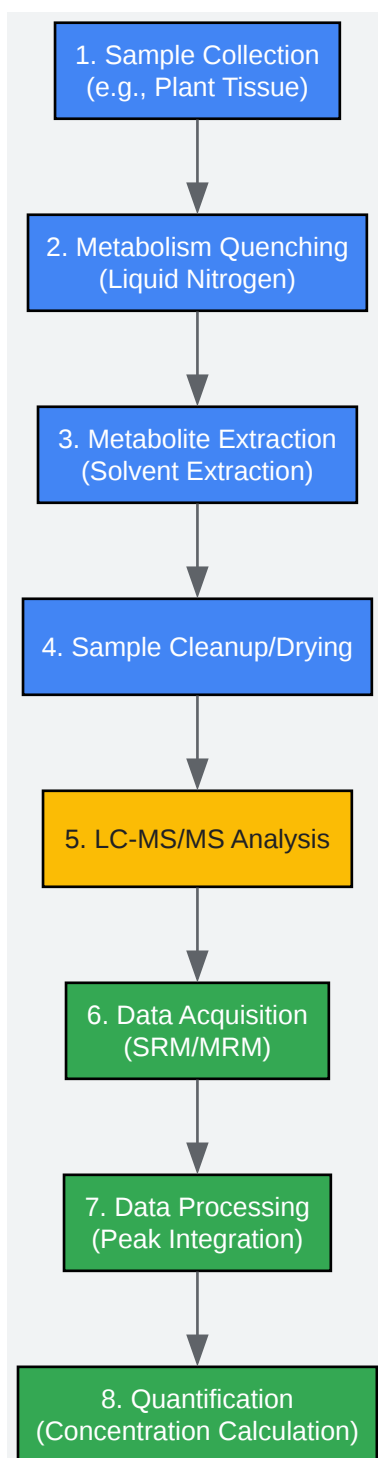 1. Sample Collection
(e.g., Plant Tissue)
2. Metabolism Quenching
(Liquid Nitrogen)
3. Metabolite Extraction
(Solvent Extraction)
4. Sample Cleanup/Drying
5. LC-MS/MS Analysis
6. Data Acquisition
(SRM/MRM)
7. Data Processing
(Peak Integration)
8. Quantification
(Concentration Calculation)